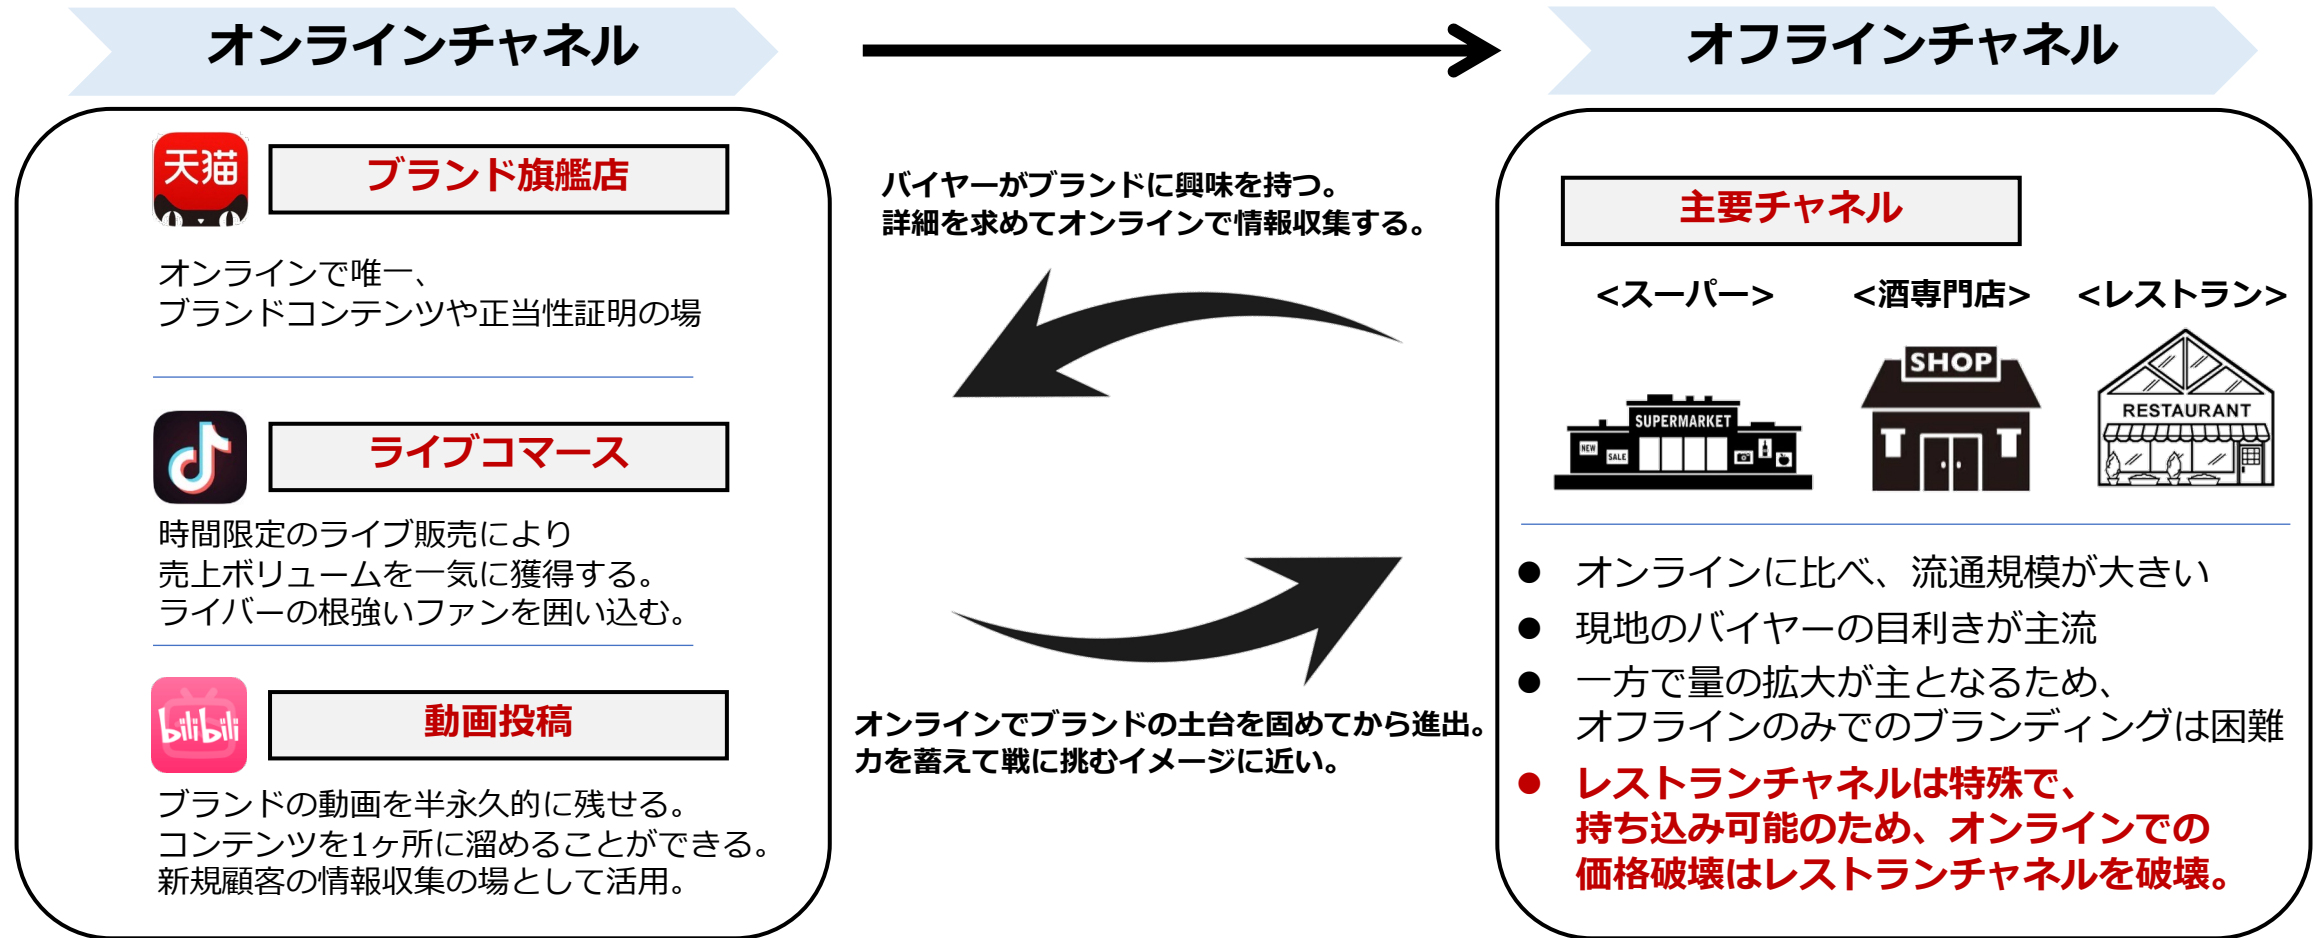 オンラインチャネル
天猫
ブランド旗艦店
オンラインで唯一、
ブランドコンテンツや正当性証明の場
ライブコマース
時間限定のライブ販売により
売上ボリュームを一気に獲得する。
ライバーの根強いファンを囲い込む。
bilibili
動画投稿
ブランドの動画を半永久的に残せる。
コンテンツを1ヶ所に溜めることができる。
新規顧客の情報収集の場として活用。
バイヤーがブランドに興味を持つ。
詳細を求めてオンラインで情報収集する。
オンラインでブランドの土台を固めてから進出。
力を蓄えて戦に挑むイメージに近い。
オフラインチャネル
主要チャネル
<スーパー>
<酒専門店>
<レストラン>
SUPERMARKET
NEW
SALE
SHOP
RESTAURANT
● オンラインに比べ、流通規模が大きい
● 現地のバイヤーの目利きが主流
● 一方で量の拡大が主となるため、
オフラインのみでのブランディングは困難
● レストランチャネルは特殊で、
持ち込み可能のため、オンラインでの
価格破壊はレストランチャネルを破壊。